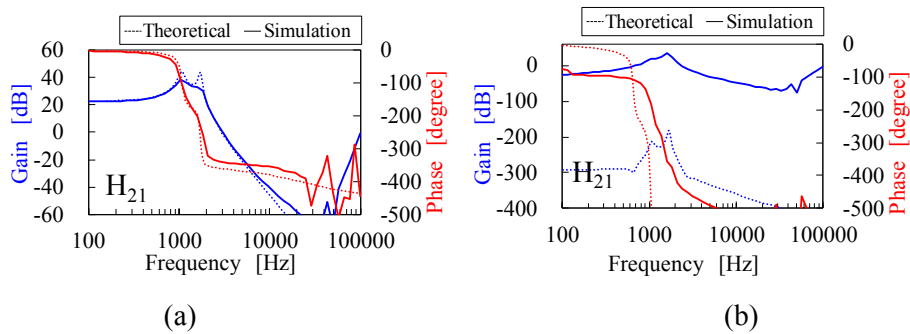 Theoretical Simulation
60
40
20
0
-20
-40
-60
Gain [dB]
0
-100
-200
-300
-400
-500
Phase [degree]
H21
100 1000 10000 100000
Frequency [Hz]
(a)
Theoretical Simulation
60
0
-100
-200
-300
-400
Gain [dB]
0
-100
-200
-300
-400
-500
Phase [degree]
H21
100 1000 10000 100000
Frequency [Hz]
(b)